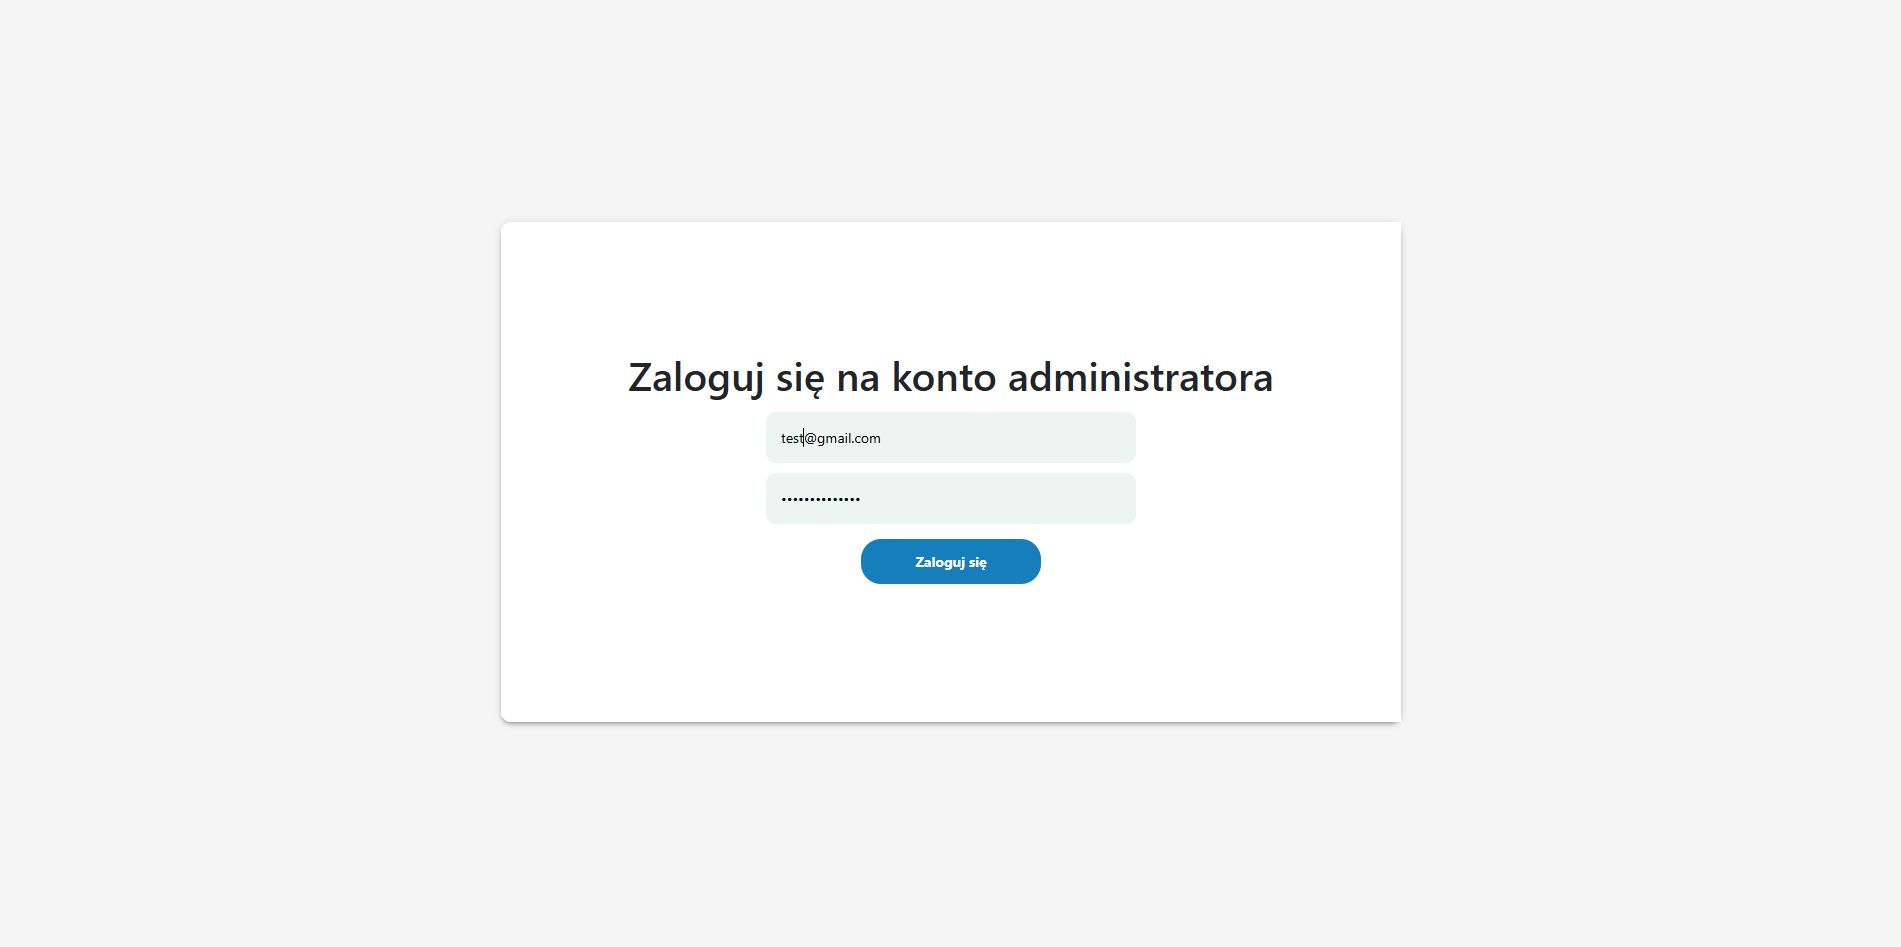 Zaloguj się na konto administratora
test@gmail.com
••••••••••••••
Zaloguj się